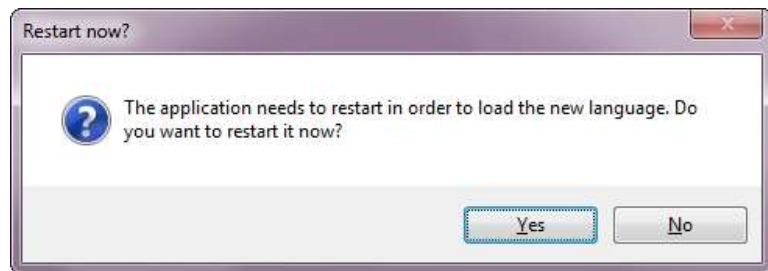 Restart now?
The application needs to restart in order to load the new language. Do
you want to restart it now?
Yes
No